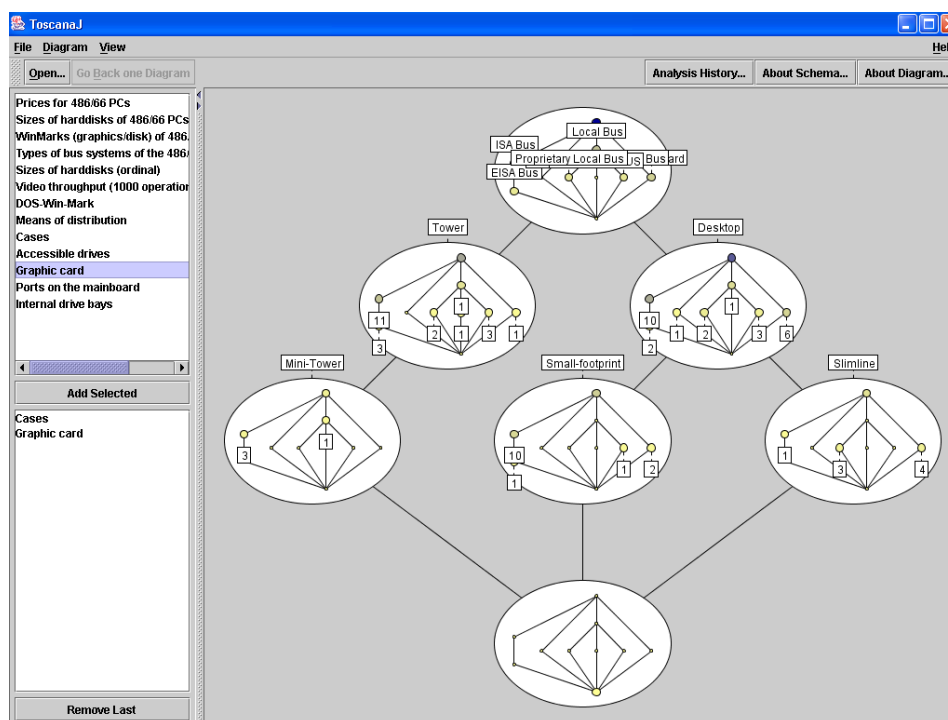 ToscanaJ
File Diagram View Hel
Open... Go Back one Diagram Analysis History... About Schema... About Diagram...
Prices for 486/66 PCs
Sizes of harddisks of 486/66 PCs
WinMarks (graphics/disk) of 486.
Types of bus systems of the 486/
Sizes of harddisks (ordinal)
Video throughput (1000 operation
DOS-Win-Mark
Means of distribution
Cases
Accessible drives
Graphic card
Ports on the mainboard
Internal drive bays
Add Selected
Cases
Graphic card
Remove Last
Local Bus
ISA Bus
Proprietary Local Bus US Bus ard
EISA Bus
Tower Desktop
1 1
11 10
2 1 3 1 1 2 3 6
3 2
Mini-Tower Small-footprint Slimline
1
3 10 1 2 1 3 4
1